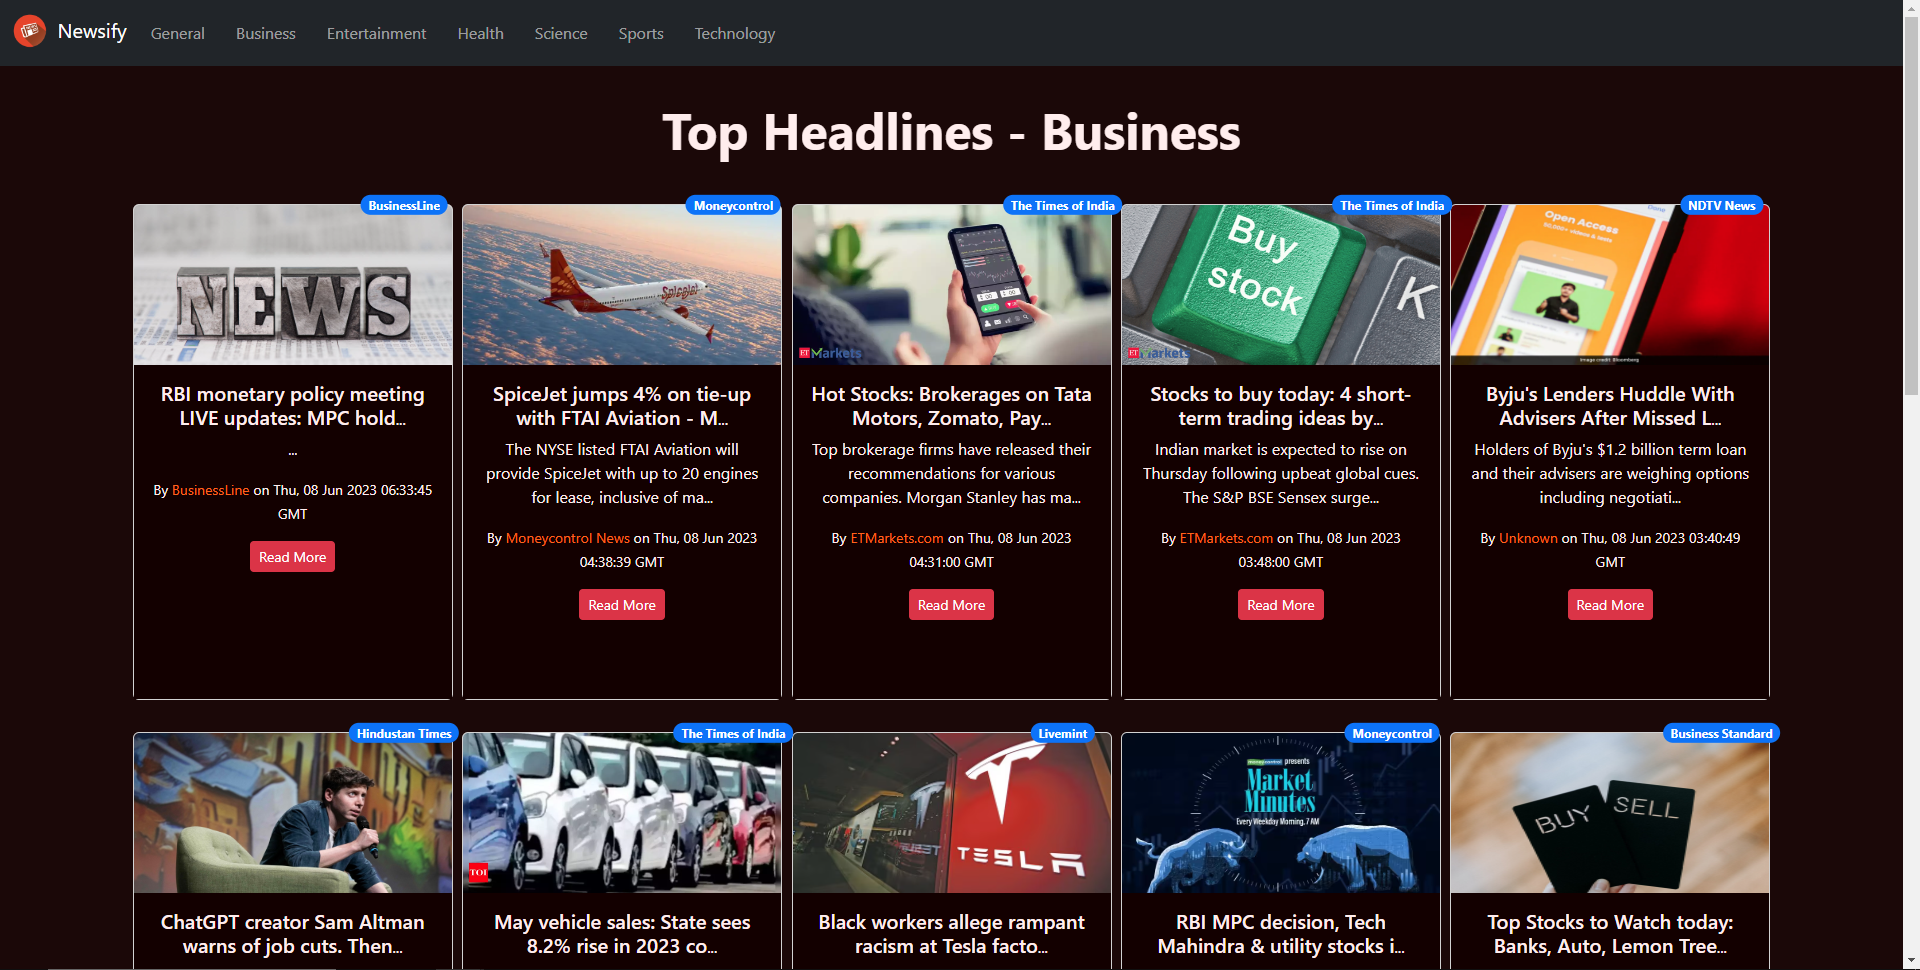 Newsify General Business Entertainment Health Science Sports Technology
Top Headlines - Business
BusinessLine
NEWS
RBI monetary policy meeting
LIVE updates: MPC hold...
...
By BusinessLine on Thu, 08 Jun 2023 06:33:45
GMT
Read More
Moneycontrol
SpiceJet
SpiceJet jumps 4% on tie-up
with FTAI Aviation - M...
The NYSE listed FTAI Aviation will
provide SpiceJet with up to 20 engines
for lease, inclusive of ma...
By Moneycontrol News on Thu, 08 Jun 2023
04:38:39 GMT
Read More
The Times of India
ET Markets
Hot Stocks: Brokerages on Tata
Motors, Zomato, Pay...
Top brokerage firms have released their
recommendations for various
companies. Morgan Stanley has ma...
By ETMarkets.com on Thu, 08 Jun 2023
04:31:00 GMT
Read More
The Times of India
Buy
stock
K
ET Markets
Stocks to buy today: 4 short-
term trading ideas by...
Indian market is expected to rise on
Thursday following upbeat global cues.
The S&P BSE Sensex surge...
By ETMarkets.com on Thu, 08 Jun 2023
03:48:00 GMT
Read More
NDTV News
Open Access
50,000+ videos & tests
Image credit: Bloomberg
Byju's Lenders Huddle With
Advisers After Missed L...
Holders of Byju's $1.2 billion term loan
and their advisers are weighing options
including negotiati...
By Unknown on Thu, 08 Jun 2023 03:40:49
GMT
Read More
Hindustan Times
ChatGPT creator Sam Altman
warns of job cuts. Then...
The Times of India
TOI
May vehicle sales: State sees
8.2% rise in 2023 co...
Livemint
TESLA
Black workers allege rampant
racism at Tesla facto...
Moneycontrol
moneycontrol presents
Market
Minutes
Every Weekday Morning, 7 AM
RBI MPC decision, Tech
Mahindra & utility stocks i...
Business Standard
BUY
SELL
Top Stocks to Watch today:
Banks, Auto, Lemon Tree...